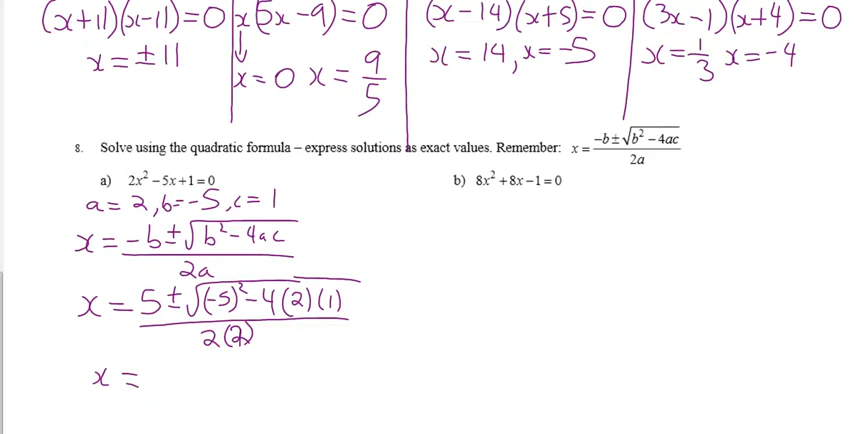 (x+11)(x-11)=0 x(5x-9)=0 (x-14)(x+5)=0 (3x-1)(x+4)=0
x=±11 x=0 x=9/5 x=14, x=-5 x=1/3 x=-4
8. Solve using the quadratic formula – express solutions as exact values. Remember: x = (-b±√(b²-4ac))/(2a)
a) 2x²-5x+1=0 b) 8x²+8x-1=0
a=2, b=-5, c=1
x=(-b±√(b²-4ac))/(2a)
x=(5±√((-5)²-4(2)(1)))/(2(2))
x=